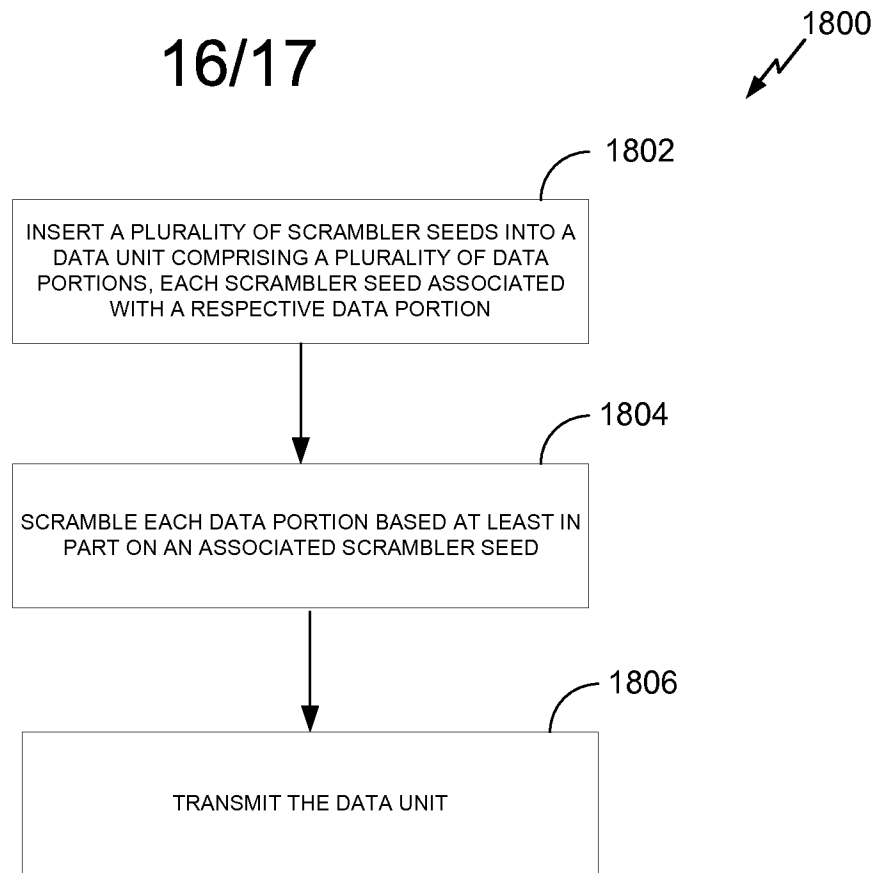 16/17
1800
1802
INSERT A PLURALITY OF SCRAMBLER SEEDS INTO A
DATA UNIT COMPRISING A PLURALITY OF DATA
PORTIONS, EACH SCRAMBLER SEED ASSOCIATED
WITH A RESPECTIVE DATA PORTION
1804
SCRAMBLE EACH DATA PORTION BASED AT LEAST IN
PART ON AN ASSOCIATED SCRAMBLER SEED
1806
TRANSMIT THE DATA UNIT